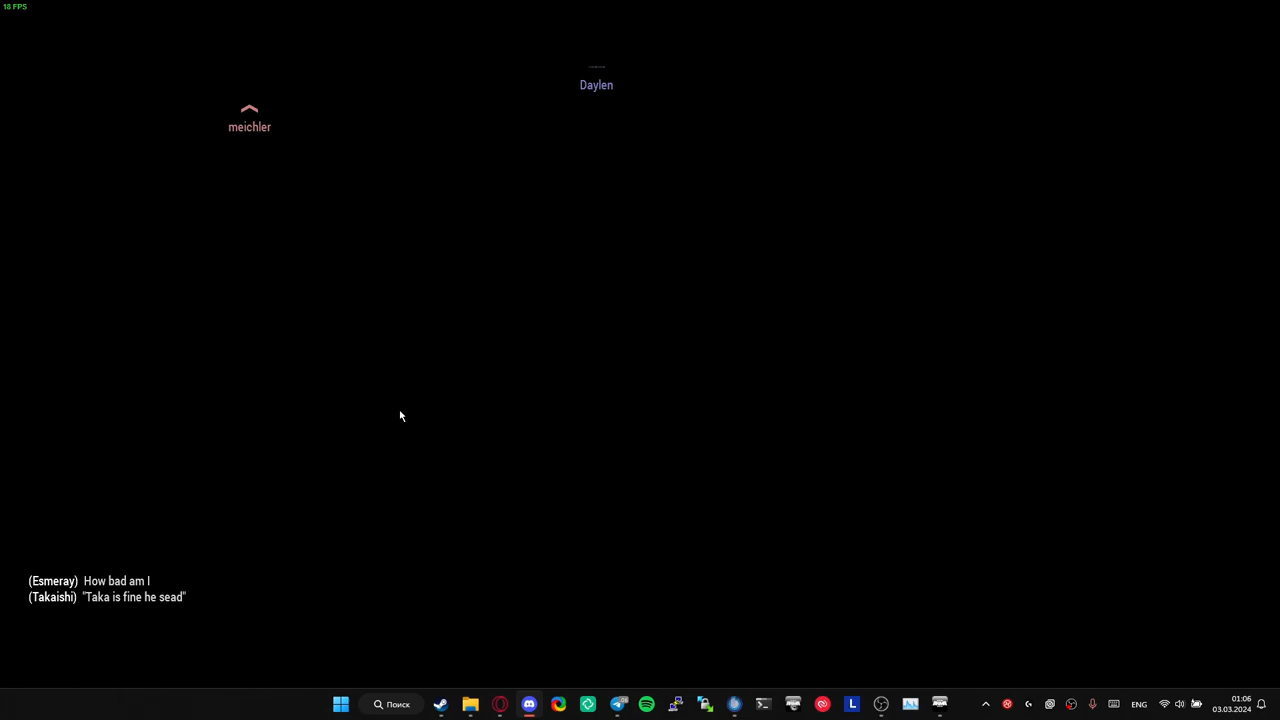 18 FPS
Daylen
meichler
(Esmeray) How bad am I
(Takaishi) "Taka is fine he sead"
Поиск
ENG
01:06
03.03.2024